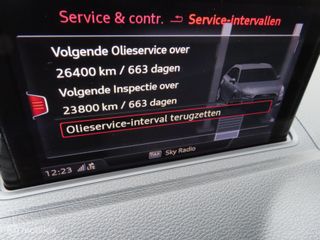 Service & contr. Service-intervallen
Volgende Olieservice over
26400 km / 663 dagen
Volgende Inspectie over
23800 km / 663 dagen
Olieservice-interval terugzetten
Sky Radio
12:23